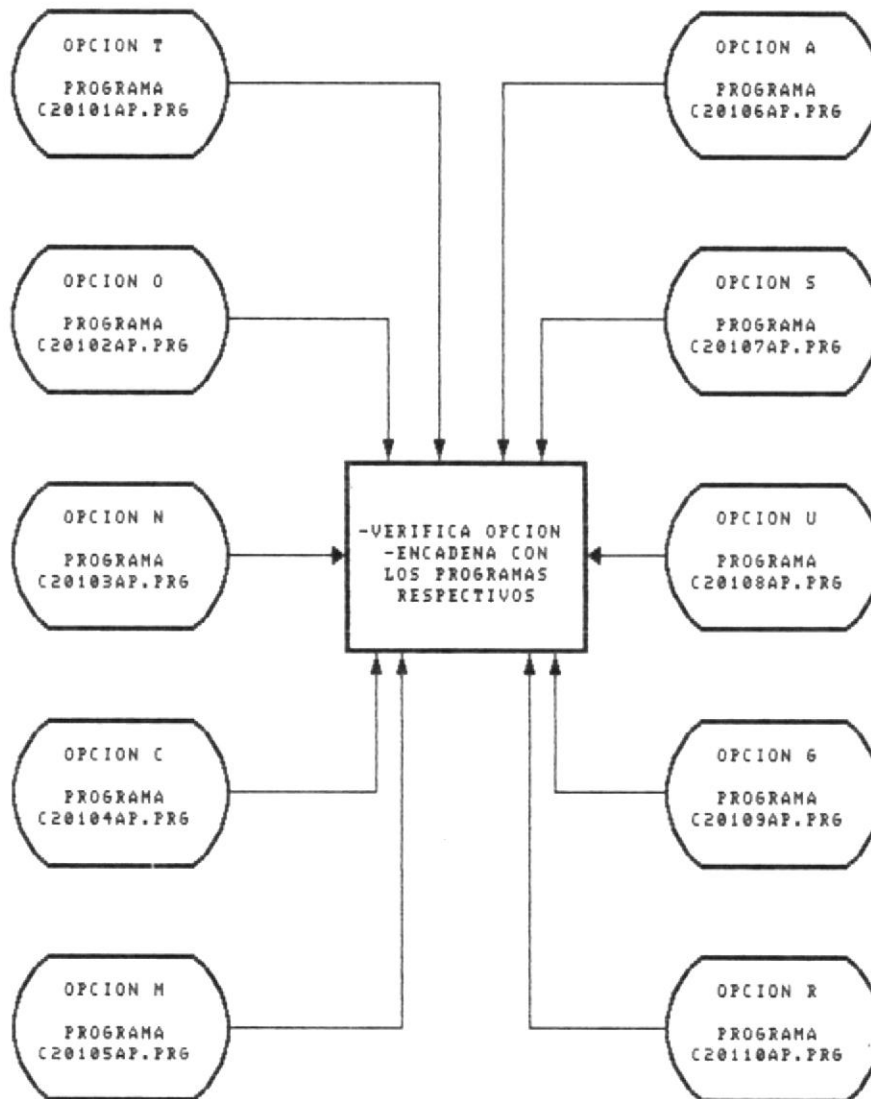 OPCION T
PROGRAMA
C20101AP.PRG
OPCION O
PROGRAMA
C20102AP.PRG
OPCION N
PROGRAMA
C20103AP.PRG
OPCION C
PROGRAMA
C20104AP.PRG
OPCION M
PROGRAMA
C20105AP.PRG
-VERIFICA OPCION
-ENCADENA CON
LOS PROGRAMAS
RESPECTIVOS
OPCION A
PROGRAMA
C20106AP.PRG
OPCION S
PROGRAMA
C20107AP.PRG
OPCION U
PROGRAMA
C20108AP.PRG
OPCION G
PROGRAMA
C20109AP.PRG
OPCION R
PROGRAMA
C20110AP.PRG